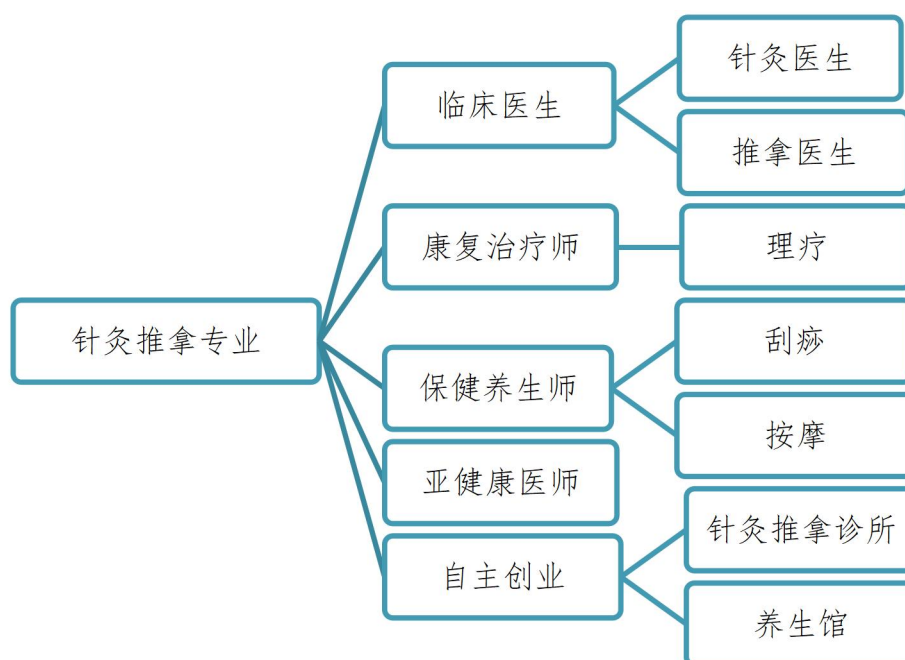 针灸推拿专业
临床医生
针灸医生
推拿医生
康复治疗师
理疗
保健养生师
刮痧
按摩
亚健康医师
自主创业
针灸推拿诊所
养生馆